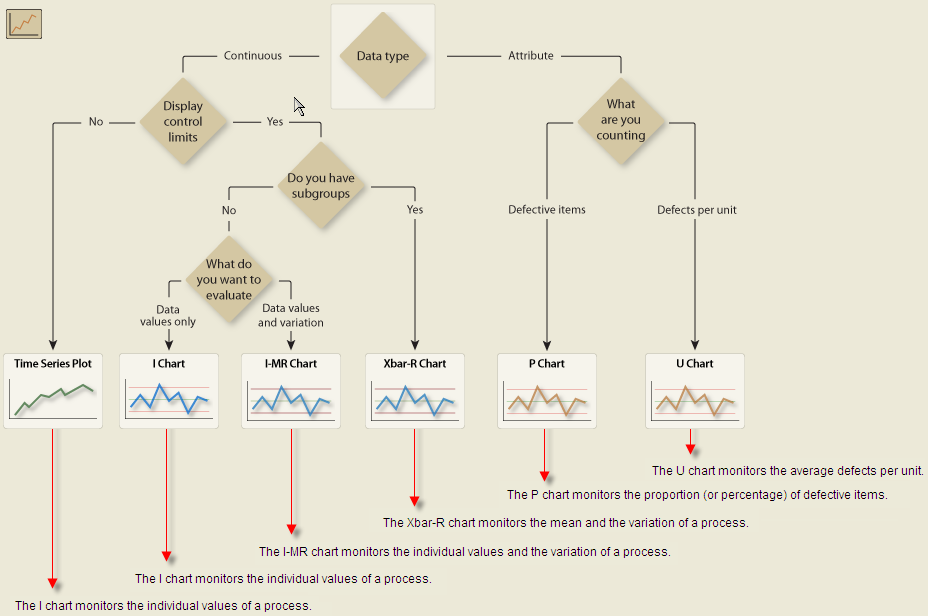 Data type
Continuous
Attribute
Display
control
limits
What
are you
counting
No
Yes
Do you have
subgroups
Defective items
Defects per unit
No
Yes
What do
you want to
evaluate
Data
values only
Data values
and variation
Time Series Plot
I Chart
I-MR Chart
Xbar-R Chart
P Chart
U Chart
The U chart monitors the average defects per unit.
The P chart monitors the proportion (or percentage) of defective items.
The Xbar-R chart monitors the mean and the variation of a process.
The I-MR chart monitors the individual values and the variation of a process.
The I chart monitors the individual values of a process.
The I chart monitors the individual values of a process.